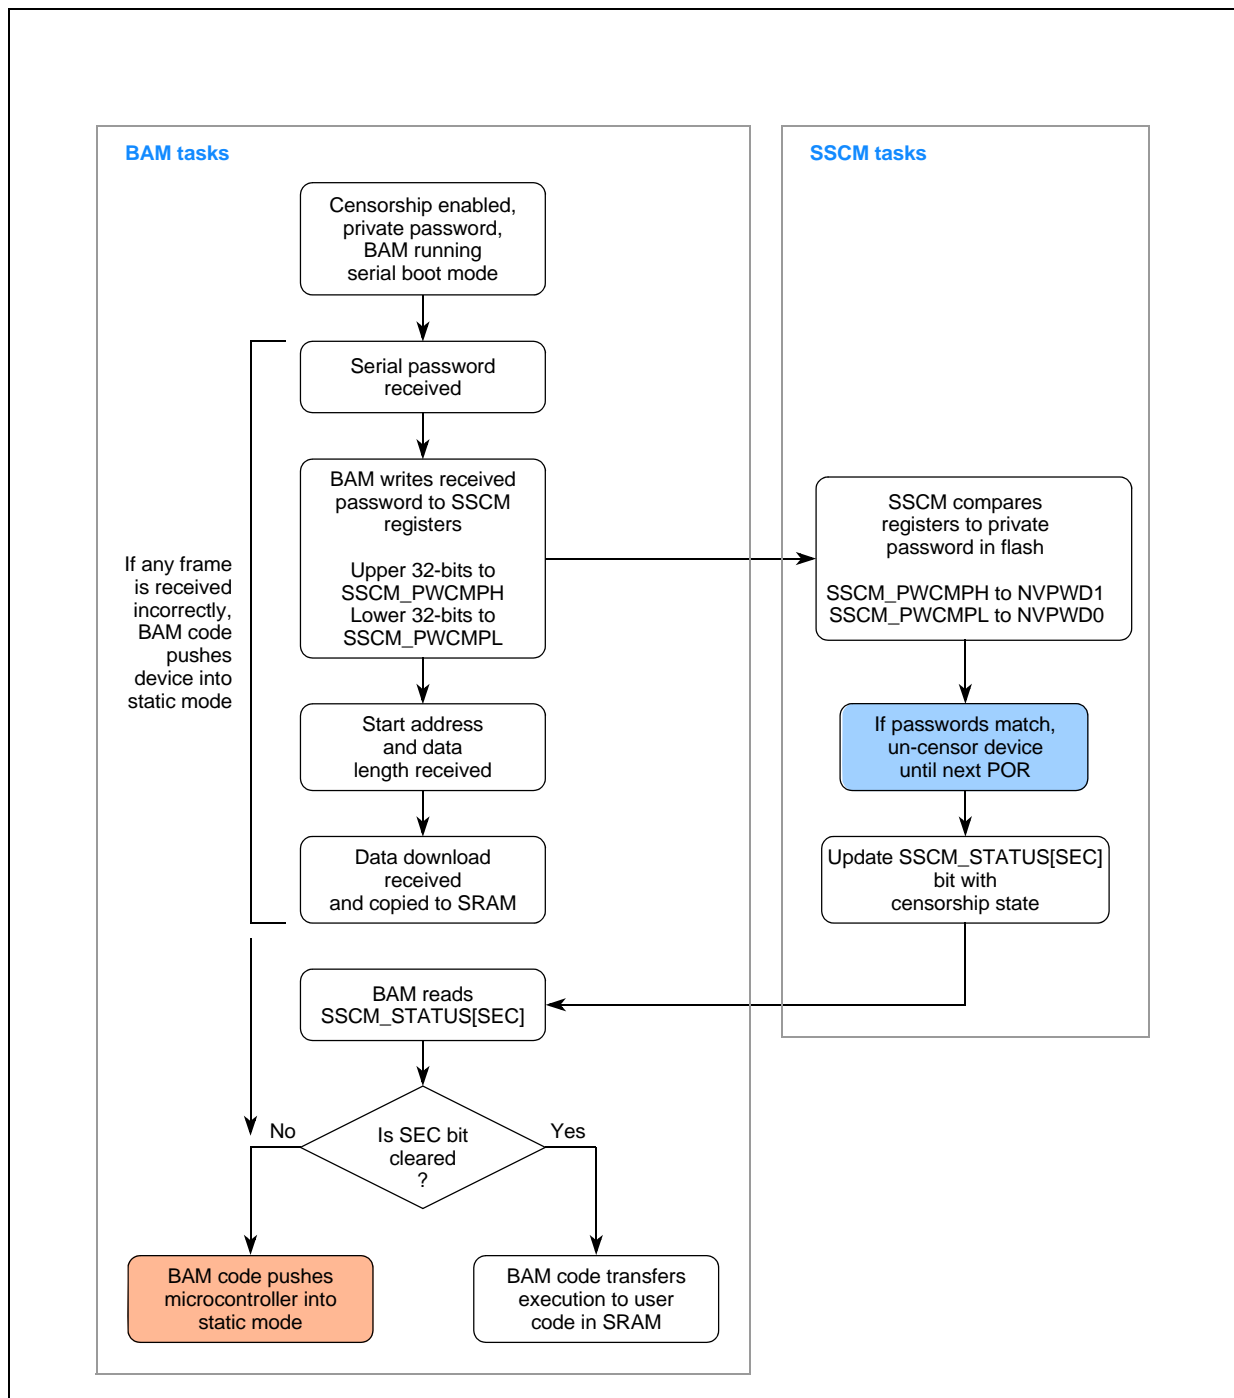 BAM tasks
Censorship enabled,
private password,
BAM running
serial boot mode
Serial password
received
BAM writes received
password to SSCM
registers
Upper 32-bits to
SSCM_PWCMPH
Lower 32-bits to
SSCM_PWCMPL
If any frame
is received
incorrectly,
BAM code
pushes
device into
static mode
Start address
and data
length received
Data download
received
and copied to SRAM
BAM reads
SSCM_STATUS[SEC]
Is SEC bit
cleared
?
No
Yes
BAM code pushes
microcontroller into
static mode
BAM code transfers
execution to user
code in SRAM
SSCM tasks
SSCM compares
registers to private
password in flash
SSCM_PWCMPH to NVPWD1
SSCM_PWCMPL to NVPWD0
If passwords match,
un-censor device
until next POR
Update SSCM_STATUS[SEC]
bit with
censorship state